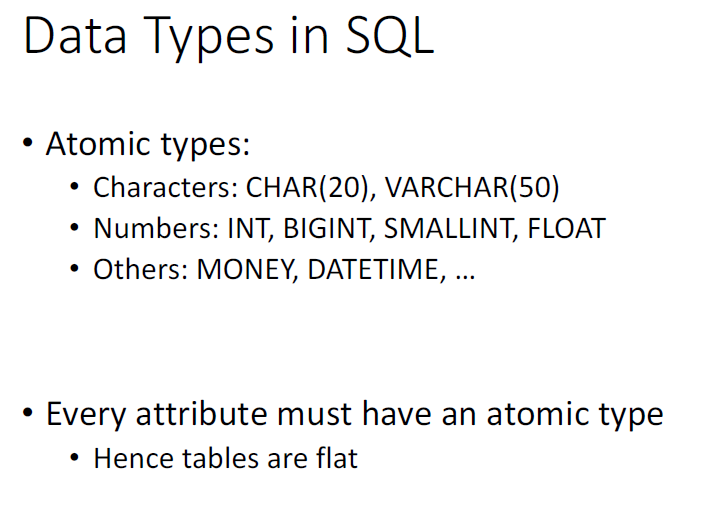 Data Types in SQL
• Atomic types:
• Characters: CHAR(20), VARCHAR(50)
• Numbers: INT, BIGINT, SMALLINT, FLOAT
• Others: MONEY, DATETIME, ...
• Every attribute must have an atomic type
• Hence tables are flat